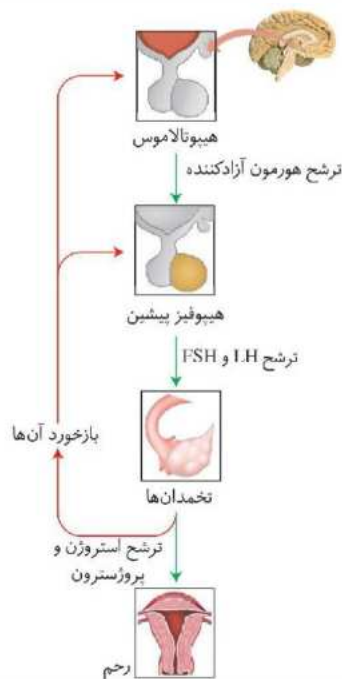 هیپوتالاموس
ترشح هورمون آزادکننده
هیپوفیز پیشین
ترشح LH و FSH
بازخورد آن‌ها
تخمدان‌ها
ترشح استروژن و
پروژسترون
رحم